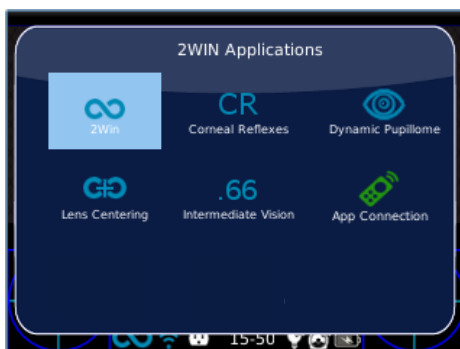 2WIN Applications
2Win
CR
Corneal Reflexes
Dynamic Pupillome
Lens Centering
.66
Intermediate Vision
App Connection
15-50